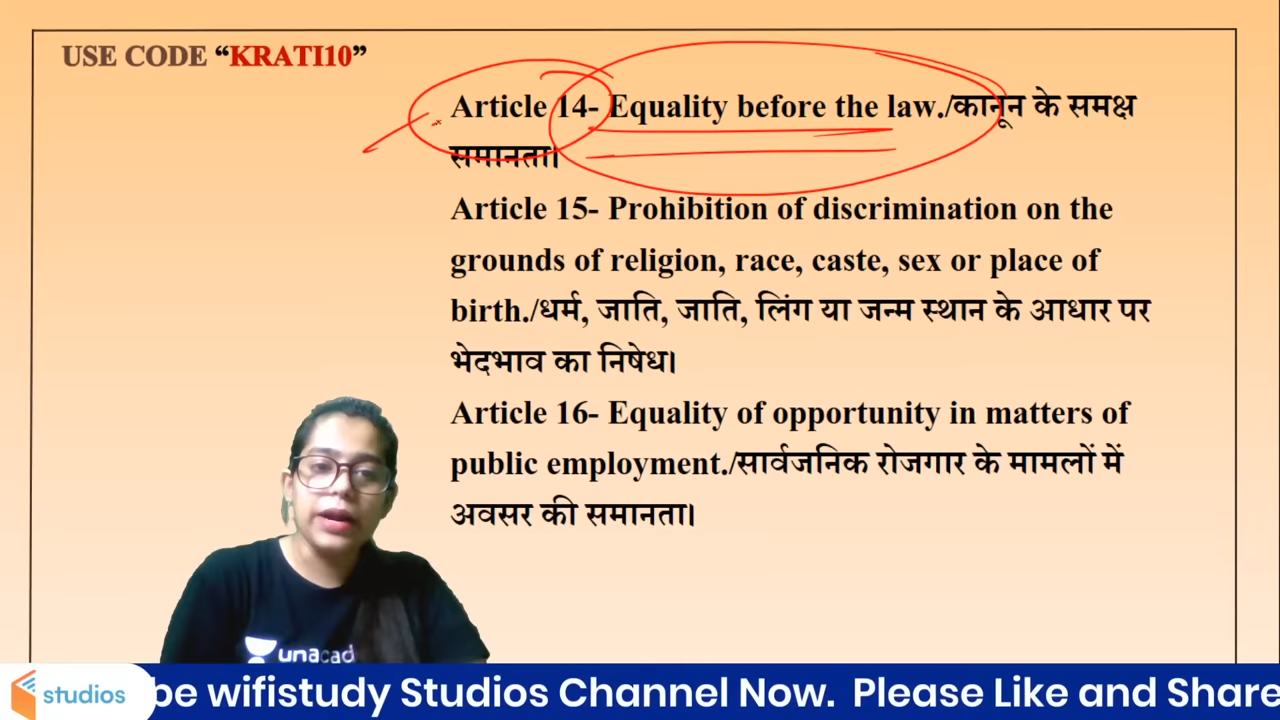 USE CODE “KRATI10”
Article 14- Equality before the law./कानून के समक्ष
समानता।
Article 15- Prohibition of discrimination on the
grounds of religion, race, caste, sex or place of
birth./धर्म, जाति, जाति, लिंग या जन्म स्थान के आधार पर
भेदभाव का निषेध।
Article 16- Equality of opportunity in matters of
public employment./सार्वजनिक रोजगार के मामलों में
अवसर की समानता।
unacad
studios
be wifistudy Studios Channel Now. Please Like and Share